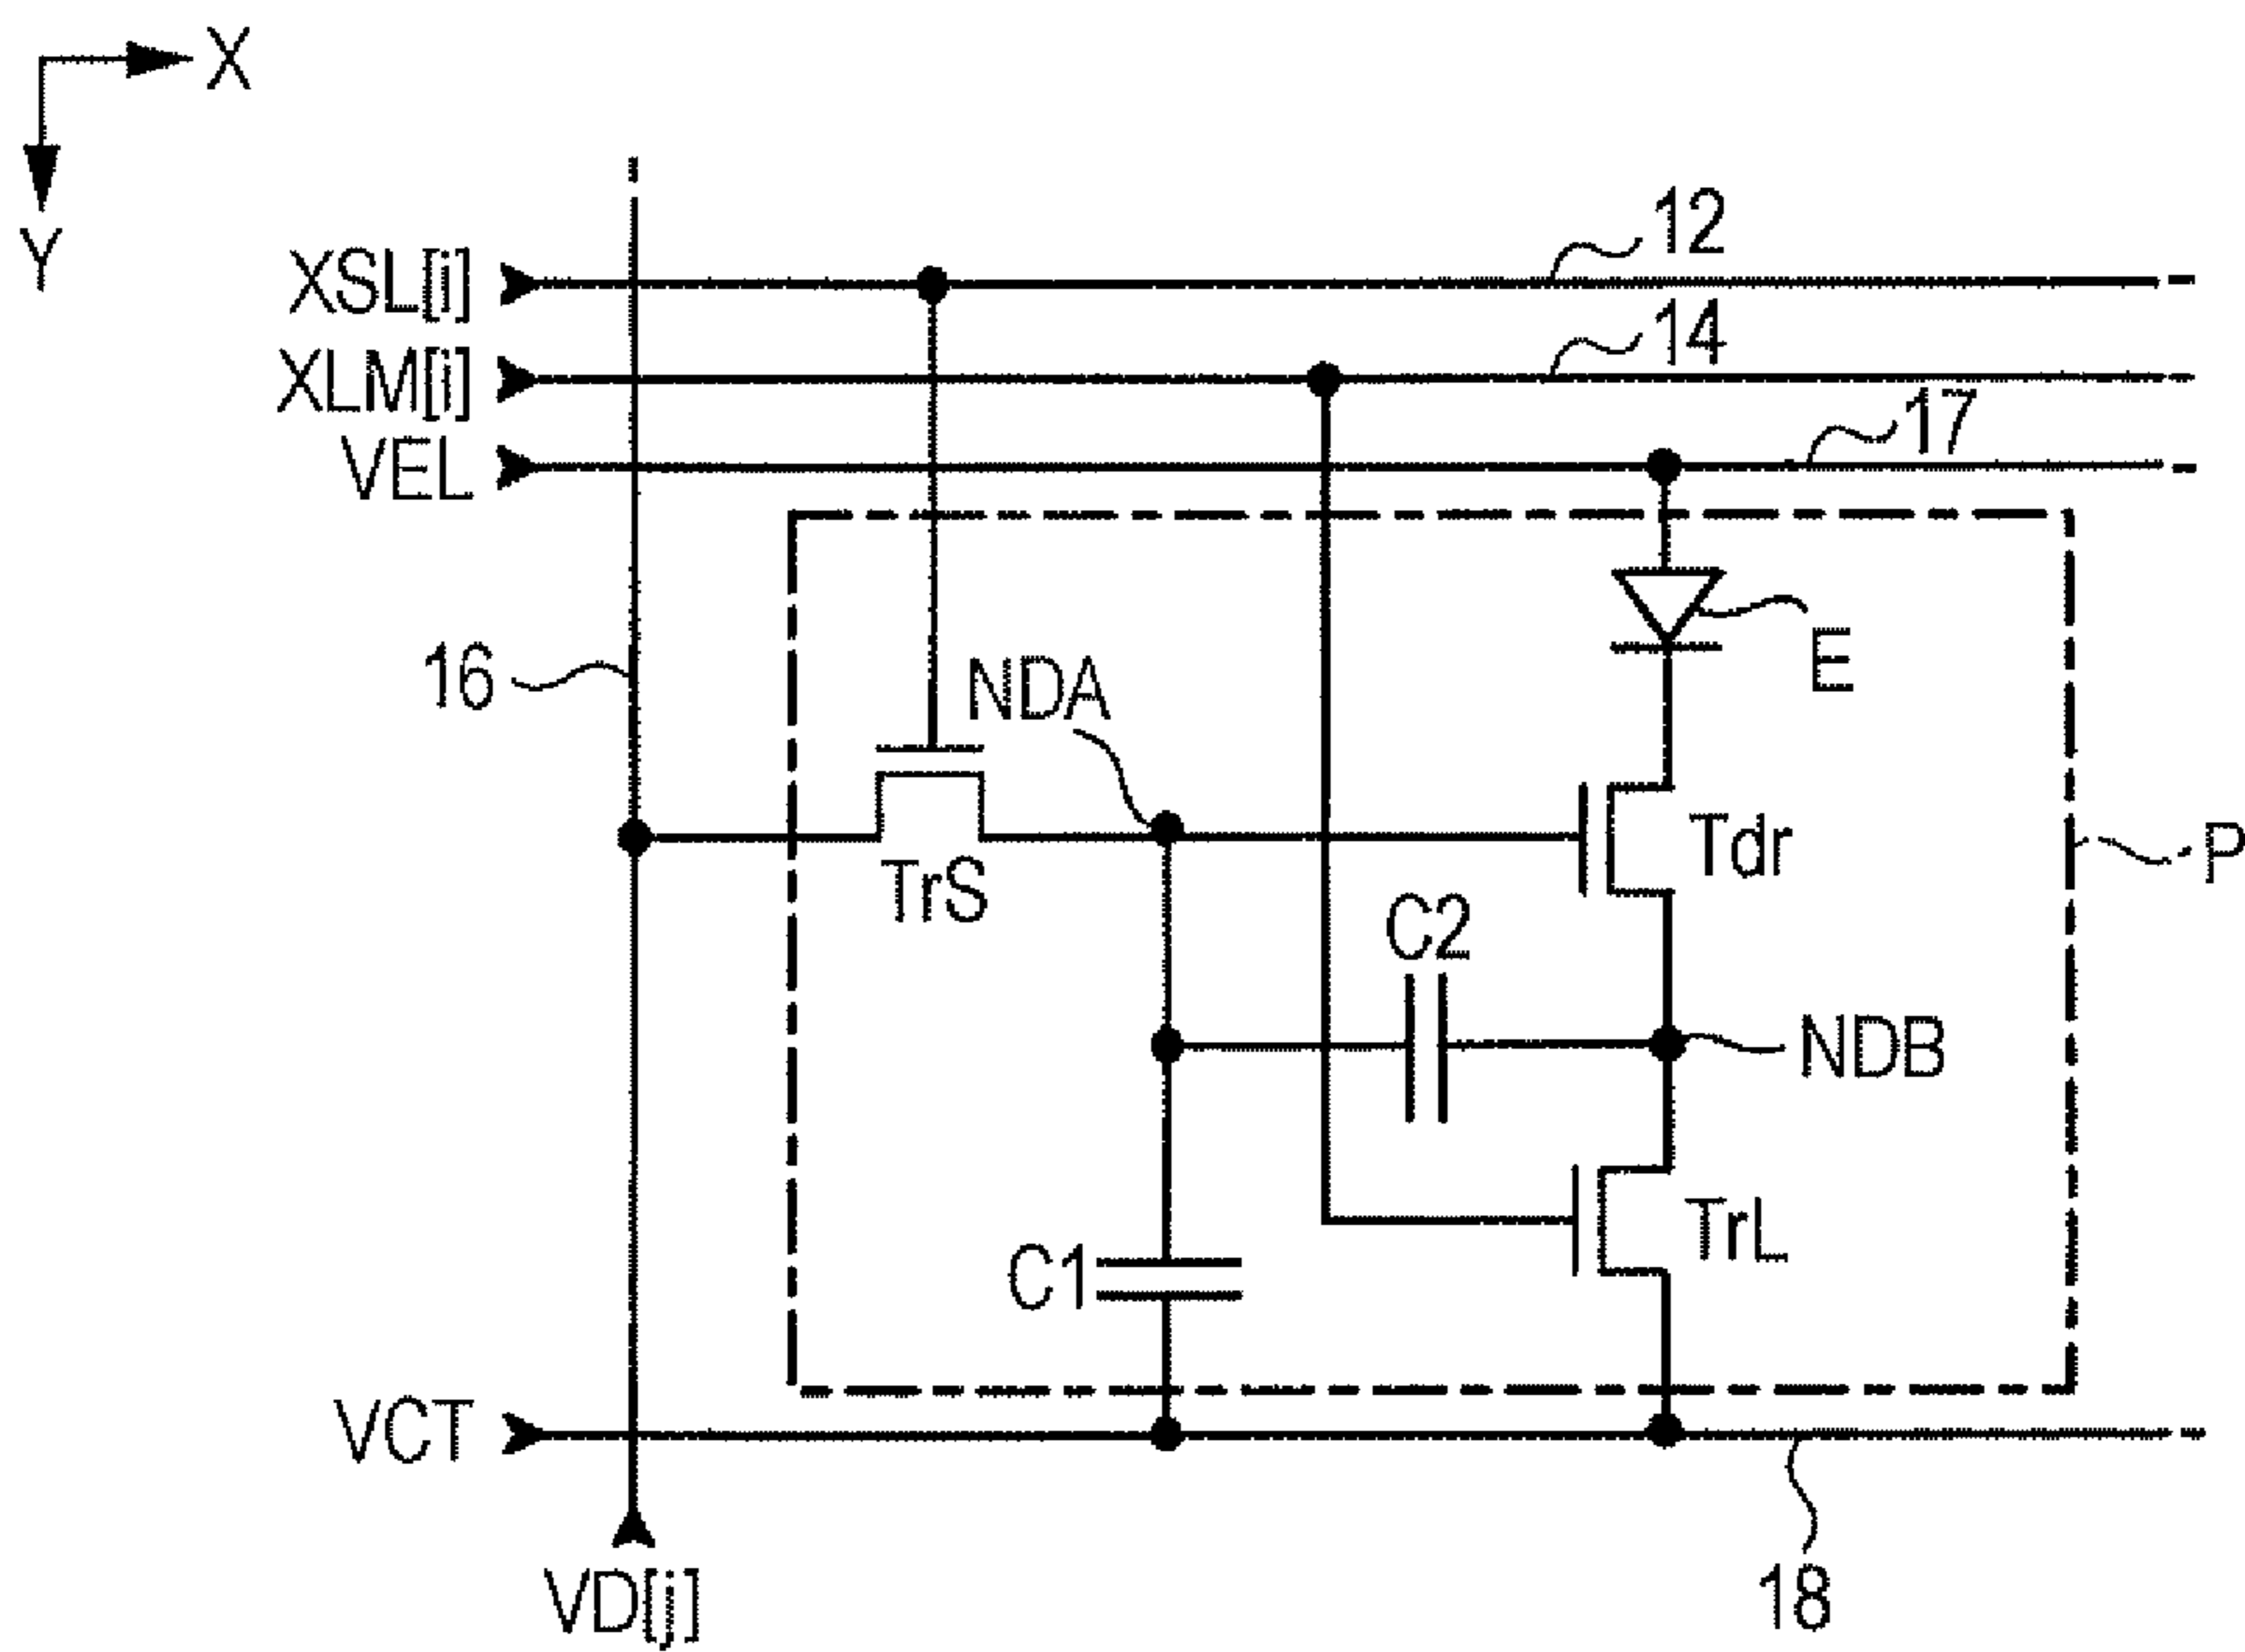 X
Y
12
XSL[i]
14
XLM[i]
17
VEL
E
16
NDA
Tdr
P
TrS
C2
NDB
TrL
C1
VCT
18
VD[j]